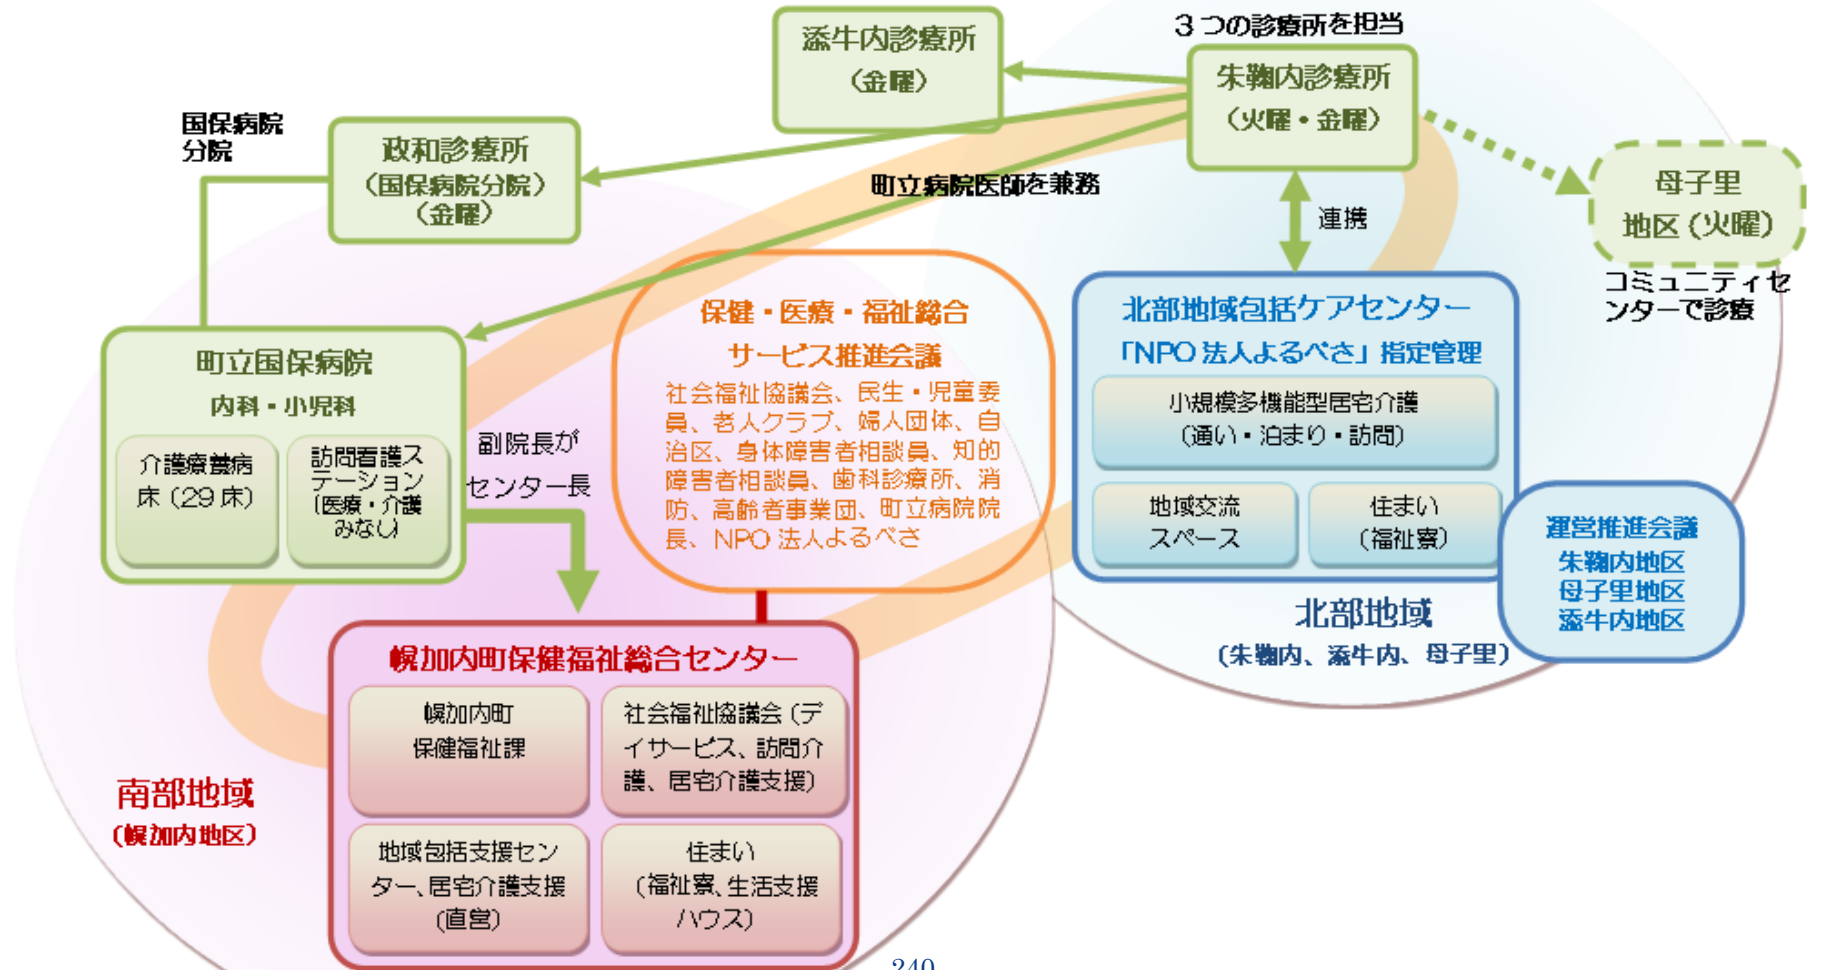 3つの診療所を担当
添牛内診療所
（金曜）
朱鞠内診療所
（火曜・金曜）
国保病院
分院
政和診療所
（国保病院分院）
（金曜）
町立病院医師を兼務
連携
母子里
地区（火曜）
コミュニティセ
ンターで診療
町立国保病院
内科・小児科
介護療養病
床（29床）
訪問看護ス
テーション
（医療・介護
みなし）
副院長が
センター長
保健・医療・福祉総合
サービス推進会議
社会福祉協議会、民生・児童委
員、老人クラブ、婦人団体、自
治区、身体障害者相談員、知的
障害者相談員、歯科診療所、消
防、高齢者事業団、町立病院院
長、NPO法人よるべさ
北部地域包括ケアセンター
「NPO法人よるべさ」指定管理
小規模多機能型居宅介護
（通い・泊まり・訪問）
地域交流
スペース
住まい
（福祉寮）
運営推進会議
朱鞠内地区
母子里地区
添牛内地区
北部地域
（朱鞠内、添牛内、母子里）
幌加内町保健福祉総合センター
幌加内町
保健福祉課
社会福祉協議会（デ
イサービス、訪問介
護、居宅介護支援）
地域包括支援セン
ター、居宅介護支援
（直営）
住まい
（福祉寮、生活支援
ハウス）
南部地域
（幌加内地区）
240